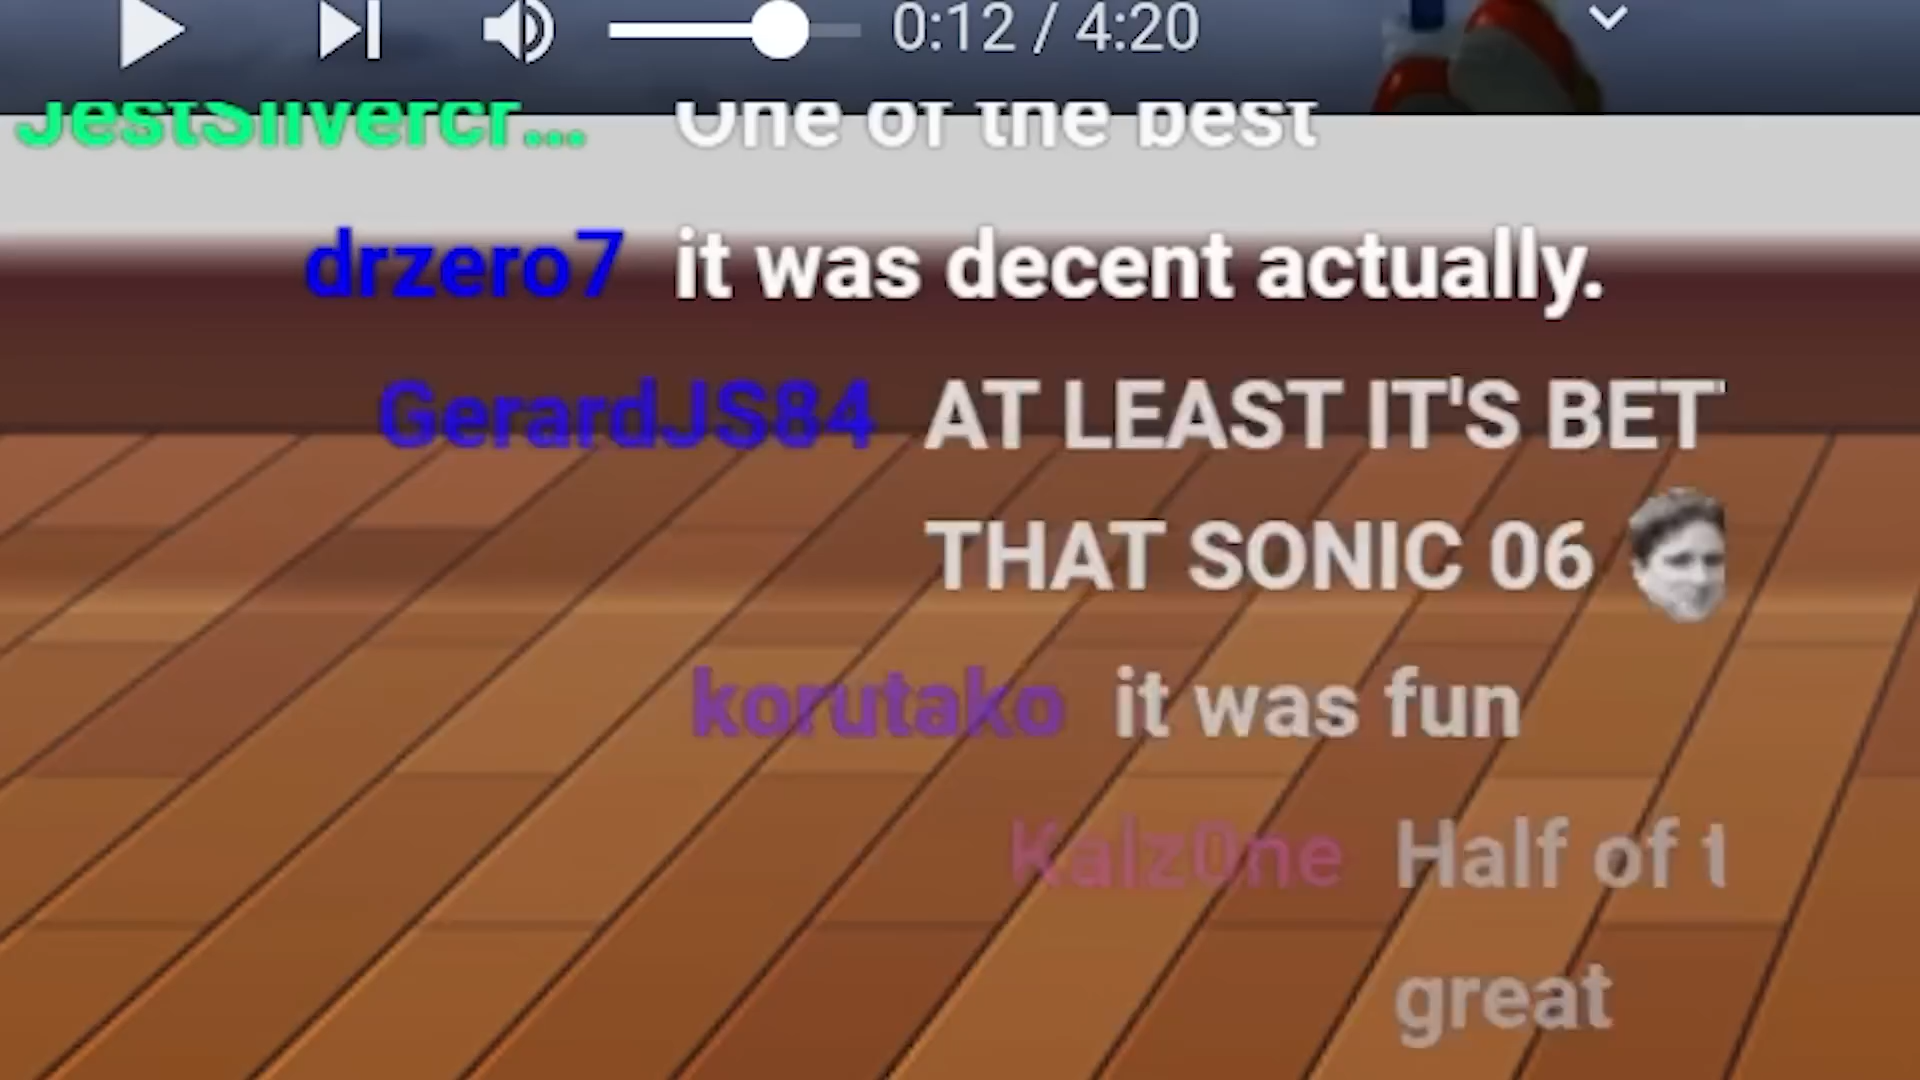 0:12 / 4:20
JestSilvercr... One of the best
drzero7 it was decent actually.
GerardJS84 AT LEAST IT'S BET
THAT SONIC 06
korutako it was fun
Kalz0ne Half of t
great